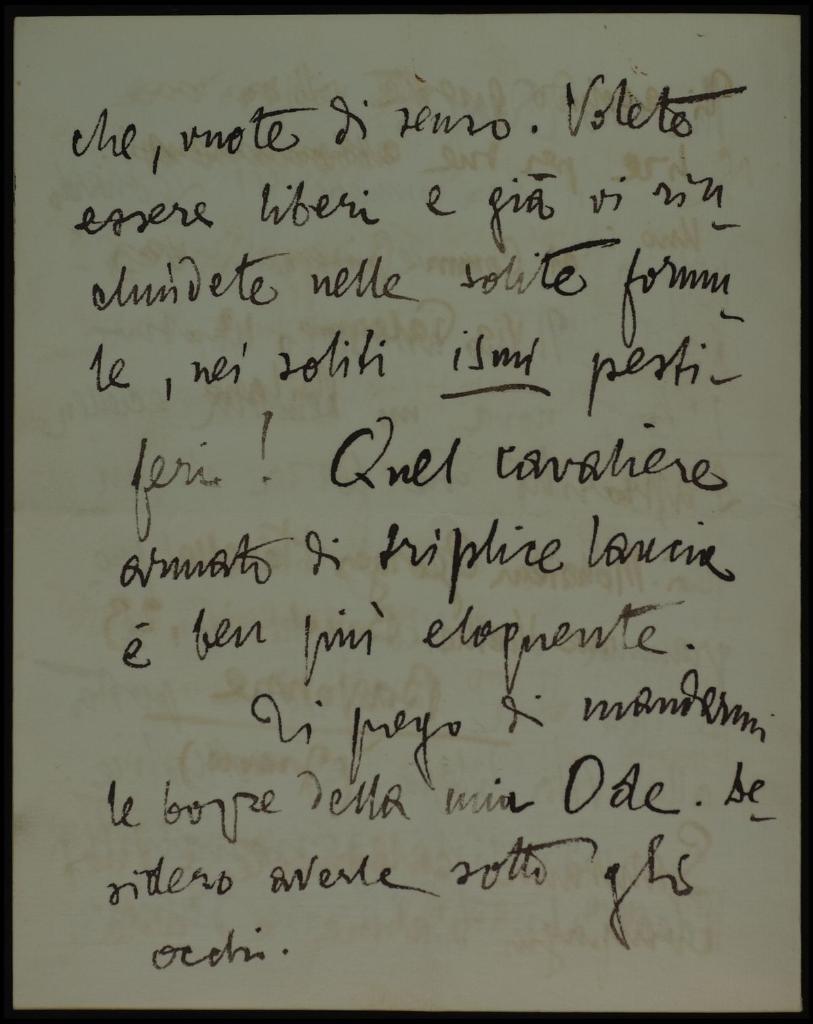 che, vuote di senso. Volete
essere liberi e già vi rin-
chiudete nelle solite formu-
le, nei soliti ismi pesti-
feri! Quel cavaliere
armato di triplice lancia
è ben più eloquente.
Ti prego di mandarmi
le bozze della mia Ode. De-
sidero averle sotto gli
occhi.